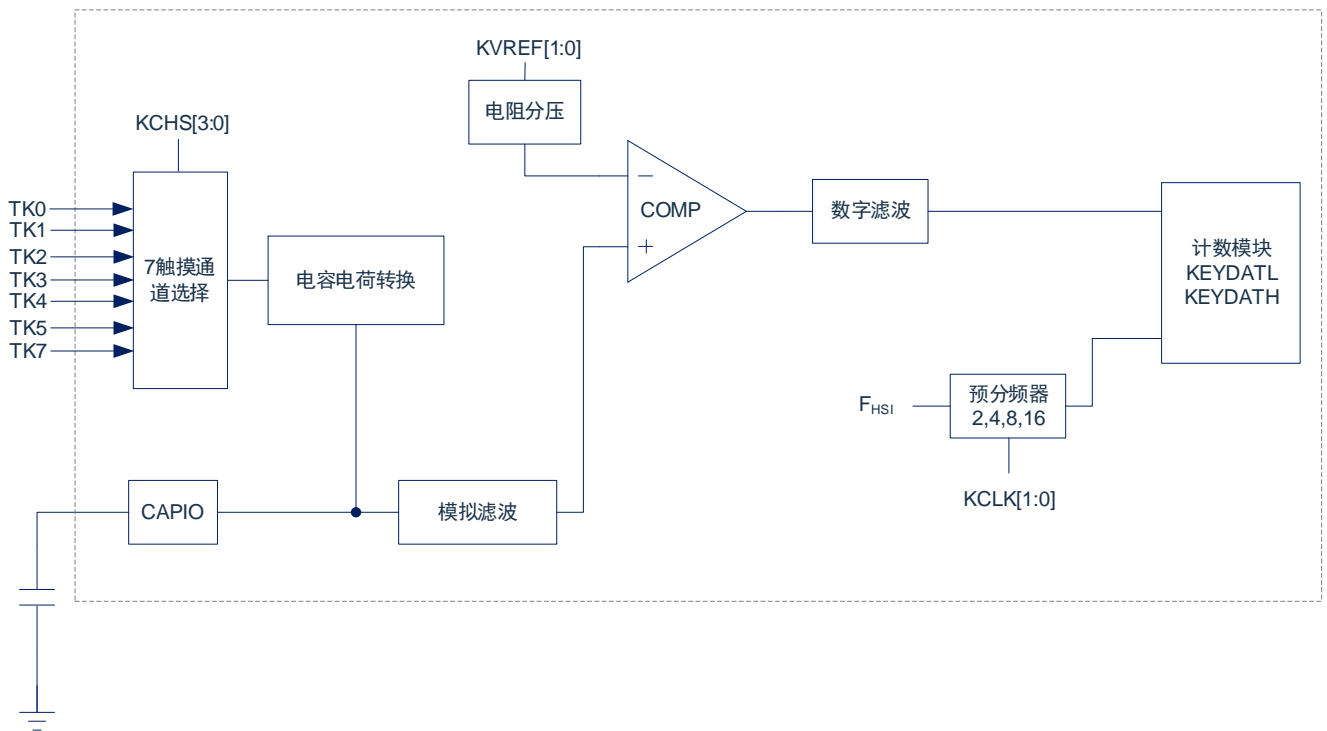 KVREF[1:0]
电阻分压
KCHS[3:0]
TK0
TK1
TK2
TK3
TK4
TK5
TK7
7触摸通
道选择
电容电荷转换
−
COMP
+
数字滤波
计数模块
KEYDATL
KEYDATH
FHSI
预分频器
2,4,8,16
KCLK[1:0]
CAPIO
模拟滤波